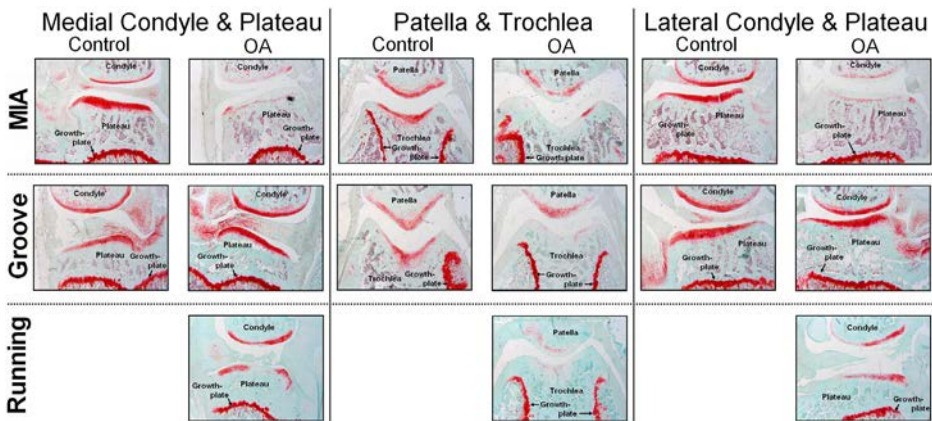 Medial Condyle & Plateau
Patella & Trochlea
Lateral Condyle & Plateau
Control
OA
Control
OA
Control
OA
MIA
Condyle
Plateau
Growth-
plate
Condyle
Plateau
Growth-
plate
Patella
Trochlea
Growth-
plate
Patella
Trochlea
Growthplate
Condyle
Plateau
Growth-
plate
Condyle
Plateau
Growth-
plate
Groove
Condyle
Plateau
Growth-
plate
Condyle
Plateau
Growth-
plate
Patella
Trochlea
Growth-
plate
Patella
Trochlea
Growth-
plate
Condyle
Plateau
Growth-
plate
Condyle
Plateau
Growth-
plate
Running
Condyle
Plateau
Growth-
plate
Patella
Trochlea
Growth-
plate
Condyle
Plateau
Growth-
plate